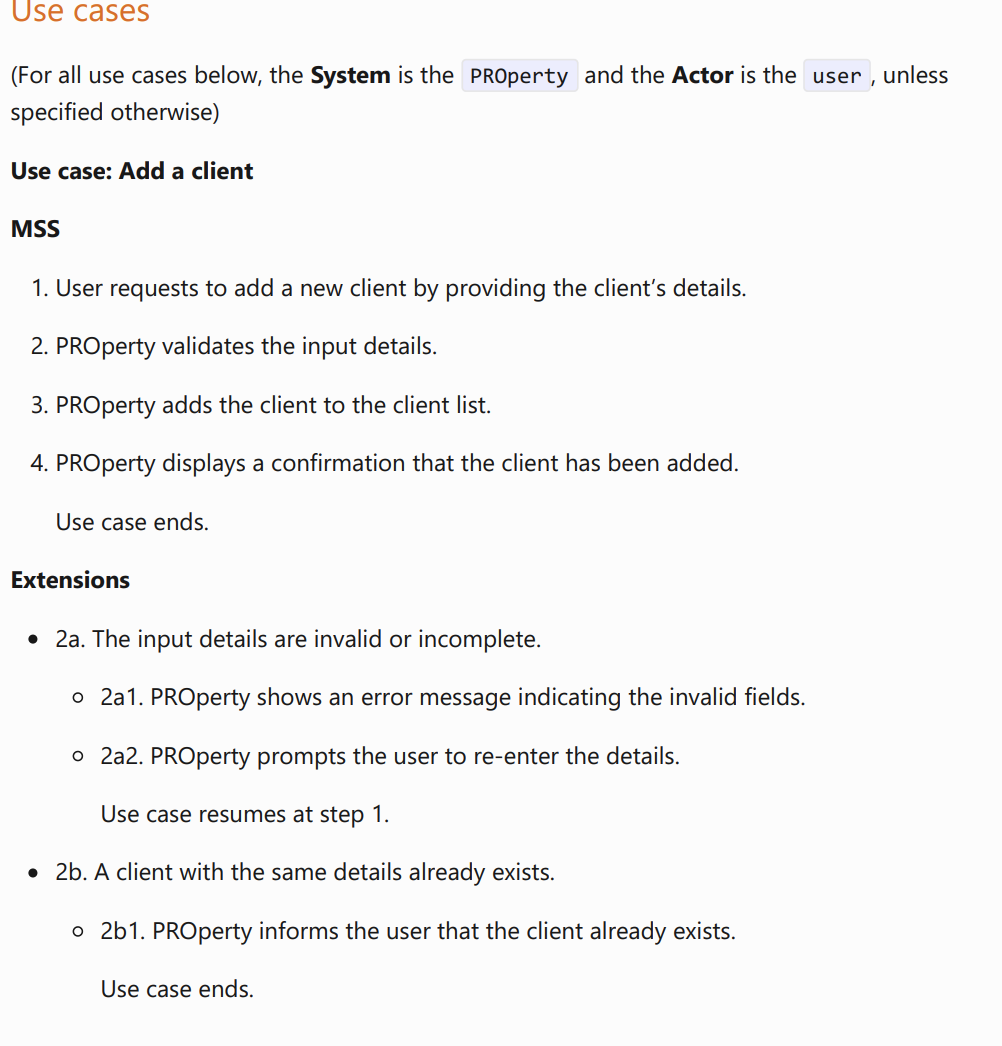 Use cases
(For all use cases below, the System is the PROperty and the Actor is the user, unless
specified otherwise)
Use case: Add a client
MSS
1. User requests to add a new client by providing the client’s details.
2. PROperty validates the input details.
3. PROperty adds the client to the client list.
4. PROperty displays a confirmation that the client has been added.
Use case ends.
Extensions
• 2a. The input details are invalid or incomplete.
◦ 2a1. PROperty shows an error message indicating the invalid fields.
◦ 2a2. PROperty prompts the user to re-enter the details.
Use case resumes at step 1.
• 2b. A client with the same details already exists.
◦ 2b1. PROperty informs the user that the client already exists.
Use case ends.